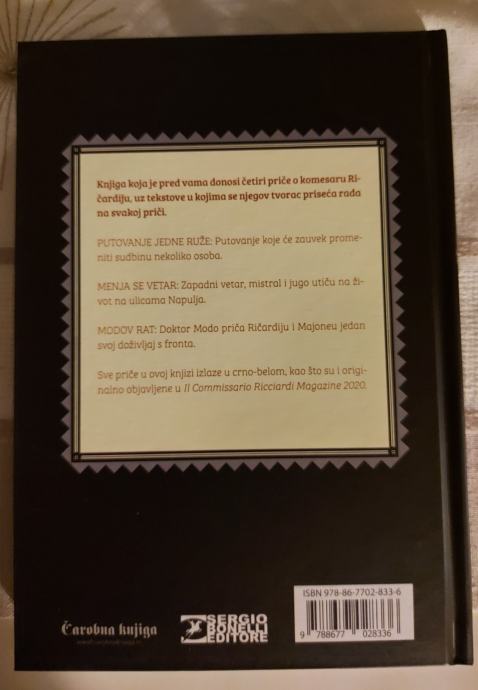 Knjiga koja je pred vama donosi četiri priče o komesaru Ri-
čardiju, uz tekstove u kojima se njegov tvorac priseća rada
na svakoj priči.
PUTOVANJE JEDNE RUŽE: Putovanje koje će zauvek prome-
niti sudbinu nekoliko osoba.
MENJA SE VETAR: Zapadni vetar, mistral i jugo utiču na ži-
vot na ulicama Napulja.
MODOV RAT: Doktor Modo priča Ričardiju i Majoneu jedan
svoj doživljaj s fronta.
Sve priče u ovoj knjizi izlaze u crno-belom, kao što su i origi-
nalno objavljene u Il Commissario Ricciardi Magazine 2020.
Čarobna knjiga
SERGIO
BONELLI
EDITORE
ISBN 978-86-7702-833-6
9 788677 028336